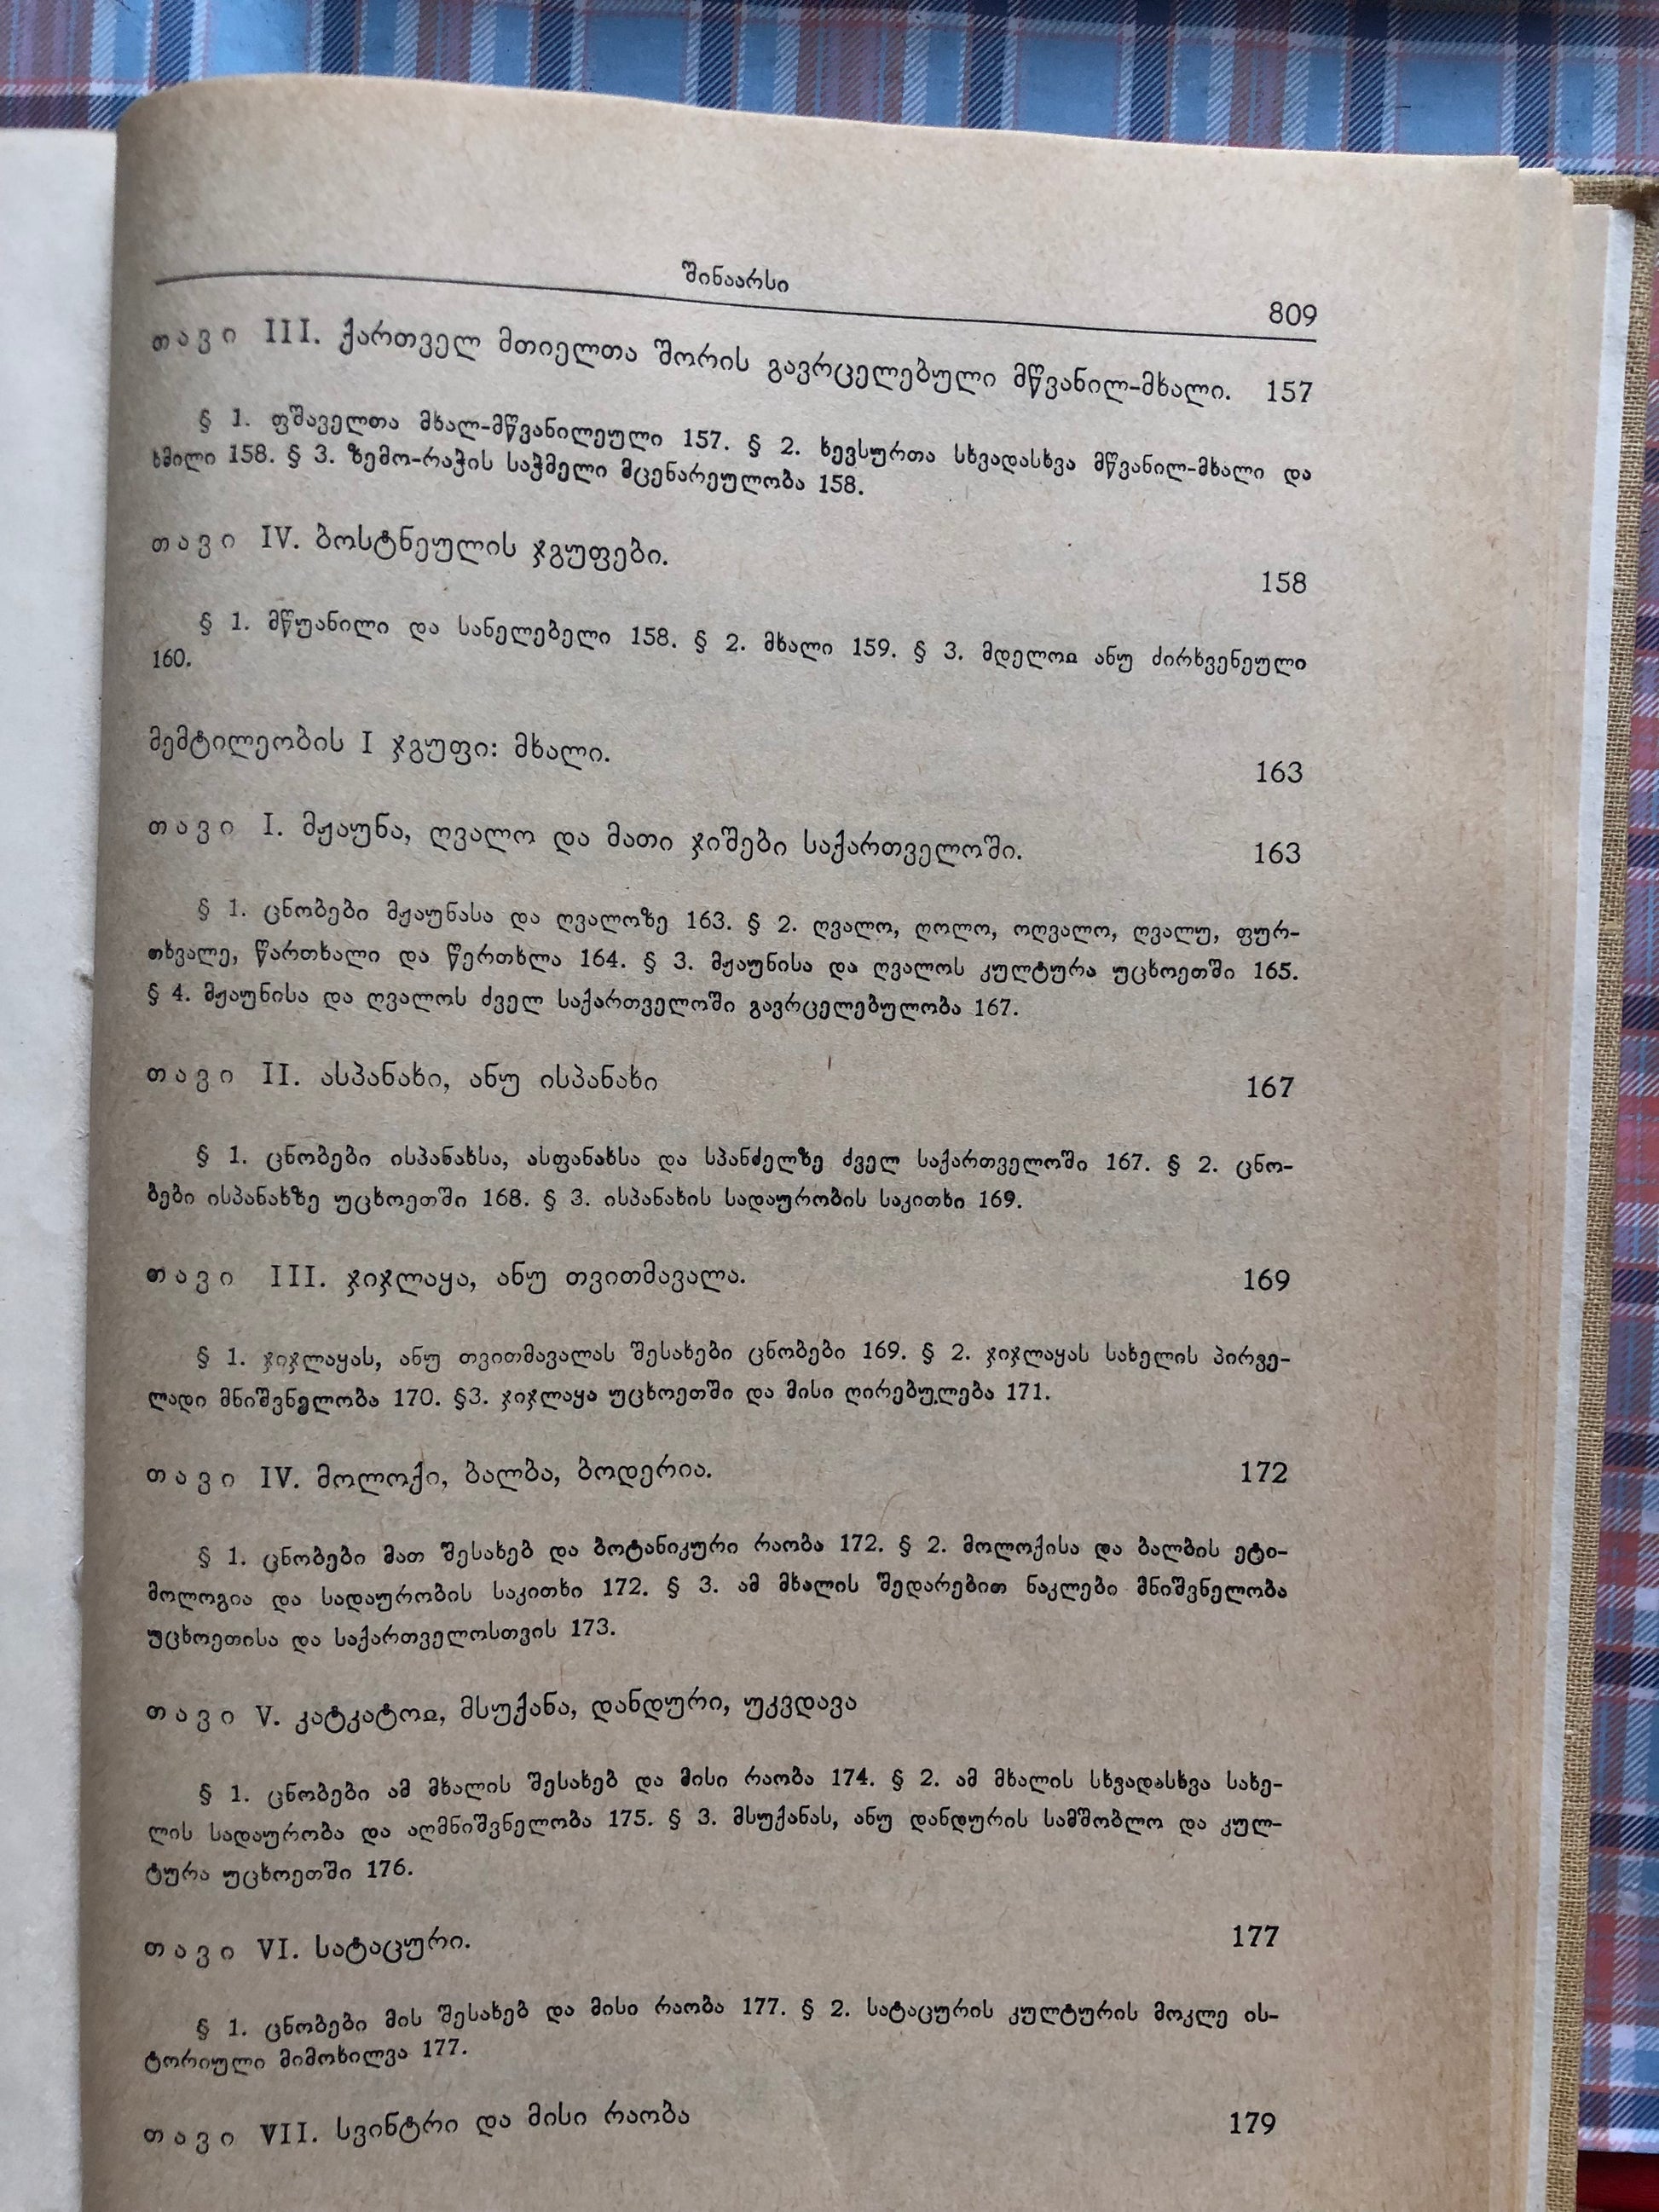 შინაარსი
809
თავი III. ქართველ მთიელთა შორის გავრცელებული მწვანილ-მხალი. 157
§ 1. ფშაველთა მხალ-მწვანილეული 157. § 2. ხევსურთა სხვადასხვა მწვანილ-მხალი და
ხმილი 158. § 3. ზემო-რაჭის საჭმელი მცენარეულობა 158.
თავი IV. ბოსტნეულის ჯგუფები. 158
§ 1. მწუანილი და სანელებელი 158. § 2. მხალი 159. § 3. მდელოჲ ანუ ძირხვენეული
160.
მემტილეობის I ჯგუფი: მხალი. 163
თავი I. მჟაუნა, ღვალო და მათი ჯიშები საქართველოში. 163
§ 1. ცნობები მჟაუნასა და ღვალოზე 163. § 2. ღვალო, ღოლო, ოღვალო, ღვალუ, ფურ-
თხვალე, წართხალი და წერთხლა 164. § 3. მჟაუნისა და ღვალოს კულტურა უცხოეთში 165.
§ 4. მჟაუნისა და ღვალოს ძველ საქართველოში გავრცელებულობა 167.
თავი II. ასპანახი, ანუ ისპანახი 167
§ 1. ცნობები ისპანახსა, ასფანახსა და სპანძელზე ძველ საქართველოში 167. § 2. ცნო-
ბები ისპანახზე უცხოეთში 168. § 3. ისპანახის სადაურობის საკითხი 169.
თავი III. ჯიჯლაყა, ანუ თვითმავალა. 169
§ 1. ჯიჯლაყას, ანუ თვითმავალას შესახები ცნობები 169. § 2. ჯიჯლაყას სახელის პირვე-
ლადი მნიშვნელობა 170. §3. ჯიჯლაყა უცხოეთში და მისი ღირებულება 171.
თავი IV. მოლოქი, ბალბა, ბოდერია. 172
§ 1. ცნობები მათ შესახებ და ბოტანიკური რაობა 172. § 2. მოლოქისა და ბალბის ეტი-
მოლოგია და სადაურობის საკითხი 172. § 3. ამ მხალის შედარებით ნაკლები მნიშვნელობა
უცხოეთისა და საქართველოსთვის 173.
თავი V. კატკატოჲ, მსუქანა, დანდური, უკვდავა
§ 1. ცნობები ამ მხალის შესახებ და მისი რაობა 174. § 2. ამ მხალის სხვადასხვა სახე-
ლის სადაურობა და აღმნიშვნელობა 175. § 3. მსუქანას, ანუ დანდურის სამშობლო და კულ-
ტურა უცხოეთში 176.
თავი VI. სატაცური. 177
§ 1. ცნობები მის შესახებ და მისი რაობა 177. § 2. სატაცურის კულტურის მოკლე ის-
ტორიული მიმოხილვა 177.
თავი VII. სვინტრი და მისი რაობა 179